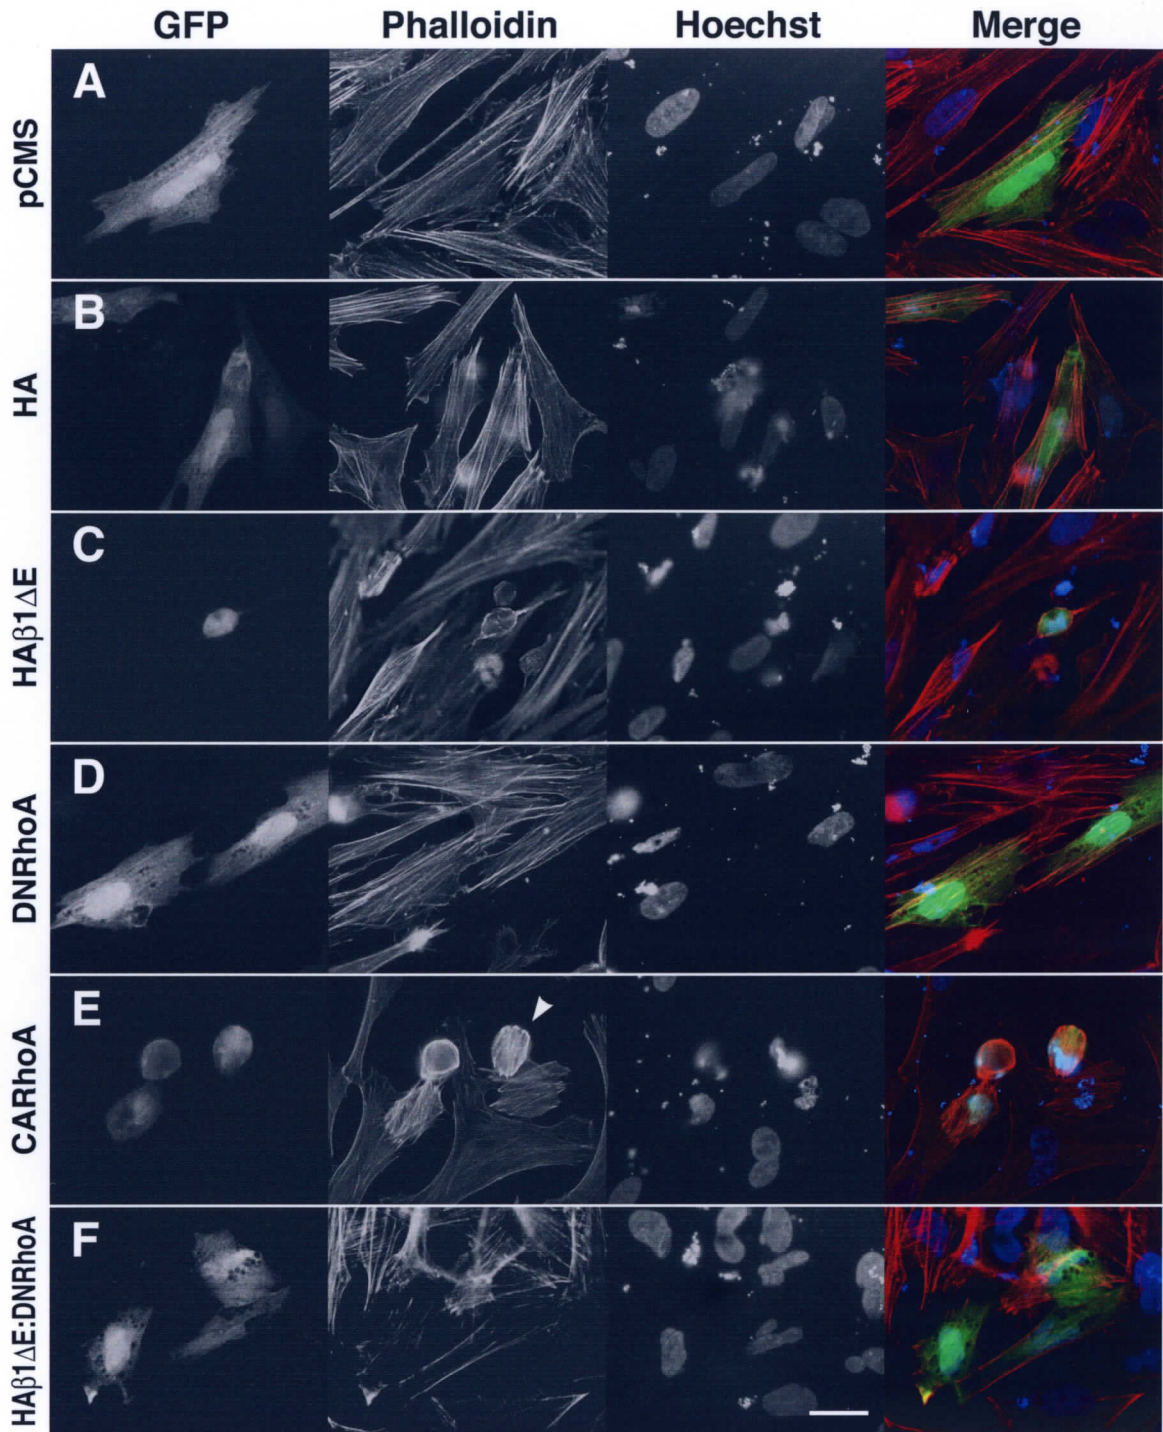 GFP Phalloidin Hoechst Merge
A
pCMS
B
HA
C
HAβ1ΔE
D
DNRhoA
E
CARhoA
F
HAβ1ΔE:DNRhoA